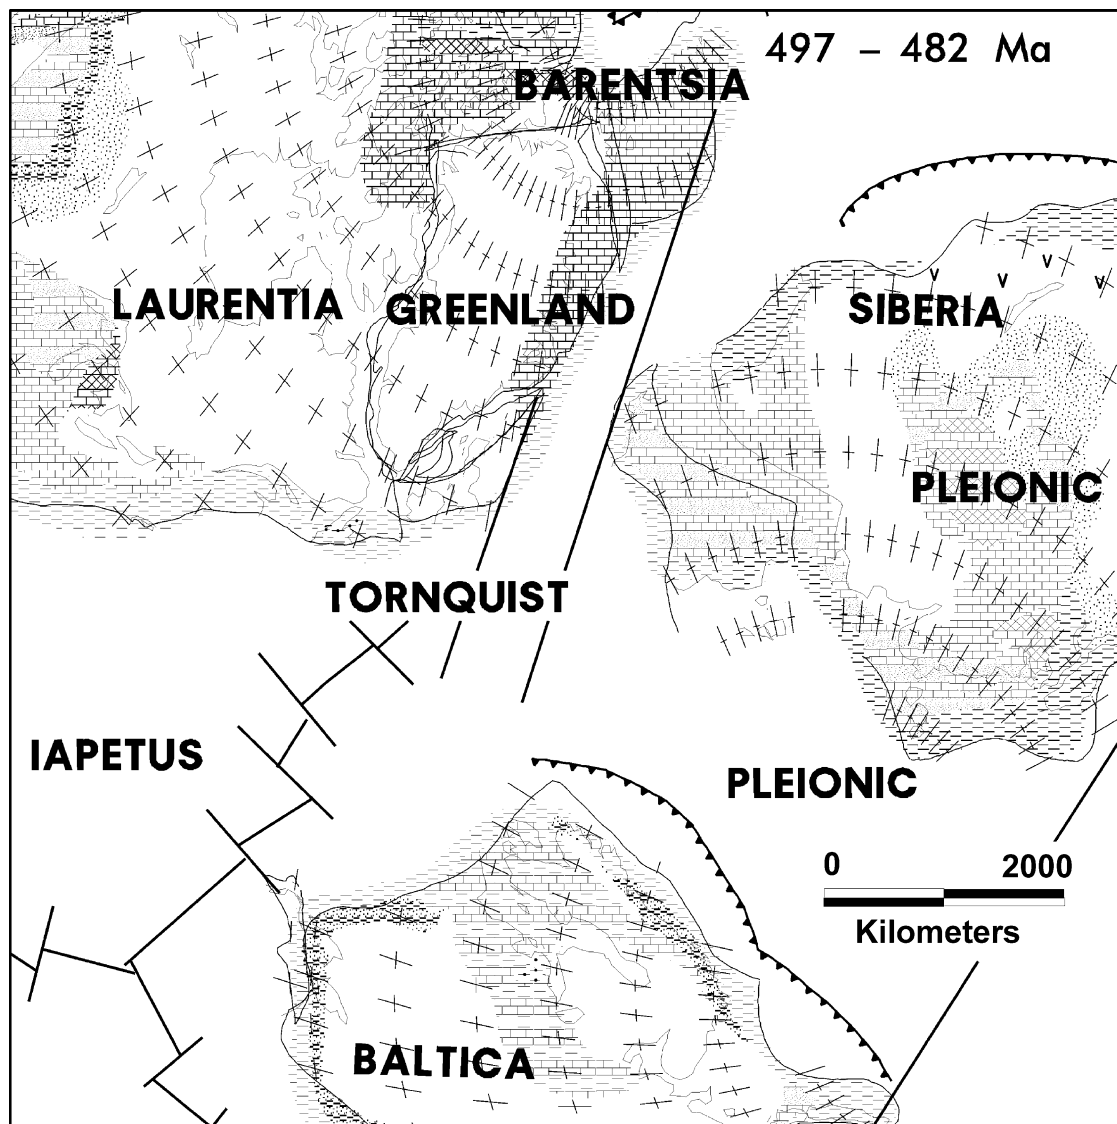 497 – 482 Ma
BARENTSIA
LAURENTIA
GREENLAND
SIBERIA
PLEIONIC
TORNQUIST
IAPETUS
PLEIONIC
0 2000
Kilometers
BALTICA